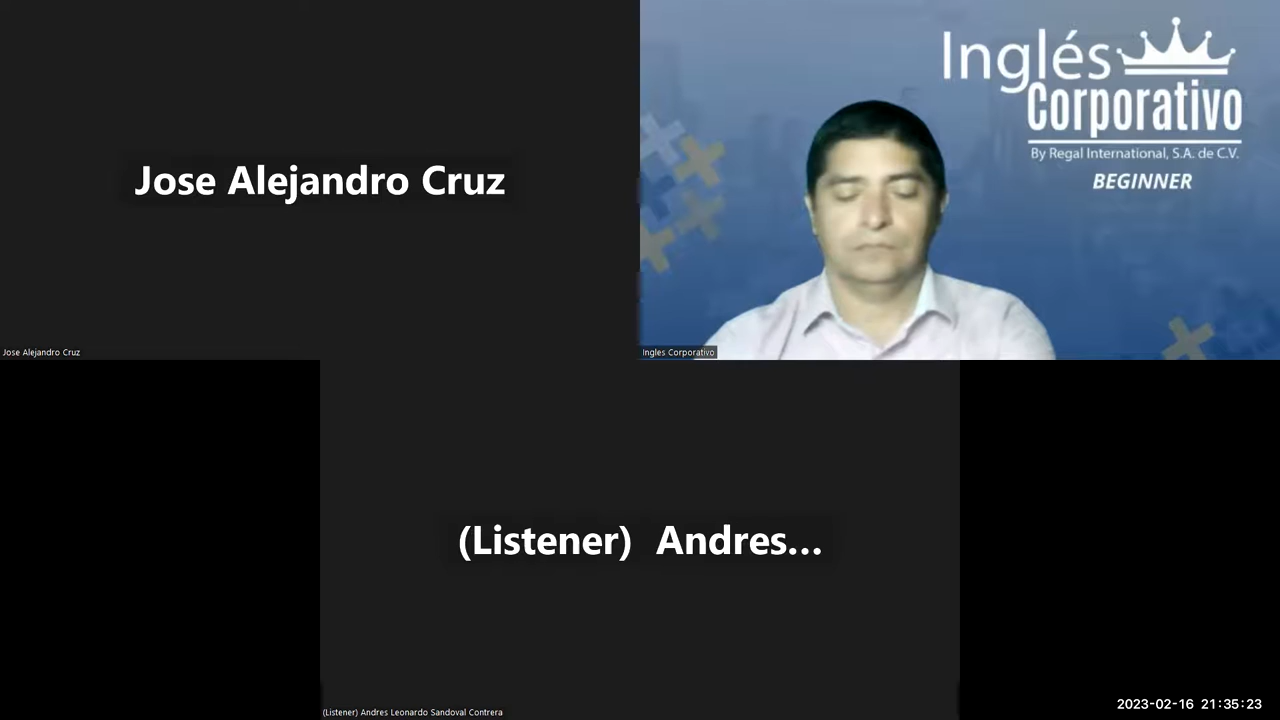 Jose Alejandro Cruz
Jose Alejandro Cruz
Inglés
Corporativo
By Regal International, S.A. de C.V.
BEGINNER
Ingles Corporativo
(Listener) Andres...
(Listener) Andres Leonardo Sandoval Contrera
2023-02-16 21:35:23